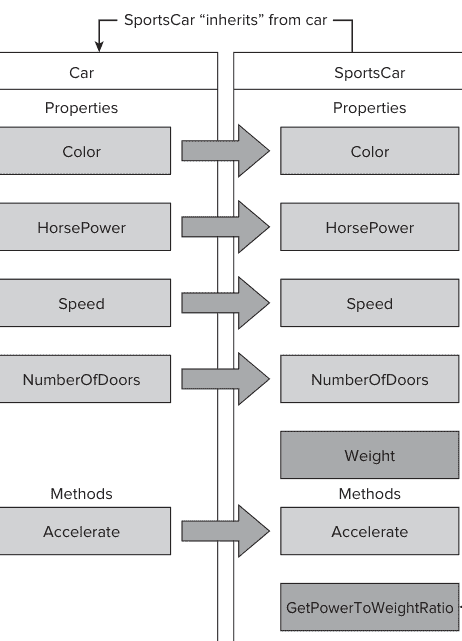 SportsCar “inherits” from car
Car
SportsCar
Properties
Properties
Color
Color
HorsePower
HorsePower
Speed
Speed
NumberOfDoors
NumberOfDoors
Weight
Methods
Methods
Accelerate
Accelerate
GetPowerToWeightRatio